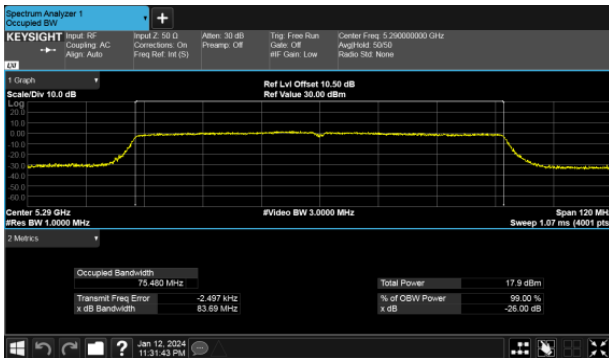 Spectrum Analyzer 1
Occupied BW
+
KEYSIGHT Input: RF Input Z: 50 Ω Atten: 30 dB Trig: Free Run Center Freq: 5.290000000 GHz
Coupling: AC Corrections: On Preamp: Off Gate: Off Avg|Hold: 50/50
Align: Auto Freq Ref: Int (S) #IF Gain: Low Radio Std: None
LXI
1 Graph
Ref Lvl Offset 10.50 dB
Scale/Div 10.0 dB Ref Value 30.00 dBm
Log
20.0
10.0
0.00
-10.0
-20.0
-30.0
-40.0
-50.0
-60.0
Center 5.29 GHz #Video BW 3.0000 MHz Span 120 MHz
#Res BW 1.0000 MHz Sweep 1.07 ms (4001 pts)
2 Metrics
Occupied Bandwidth
75.480 MHz Total Power 17.9 dBm
Transmit Freq Error -2.497 kHz % of OBW Power 99.00 %
x dB Bandwidth 83.69 MHz x dB -26.00 dB
?
Jan 12, 2024
11:31:43 PM